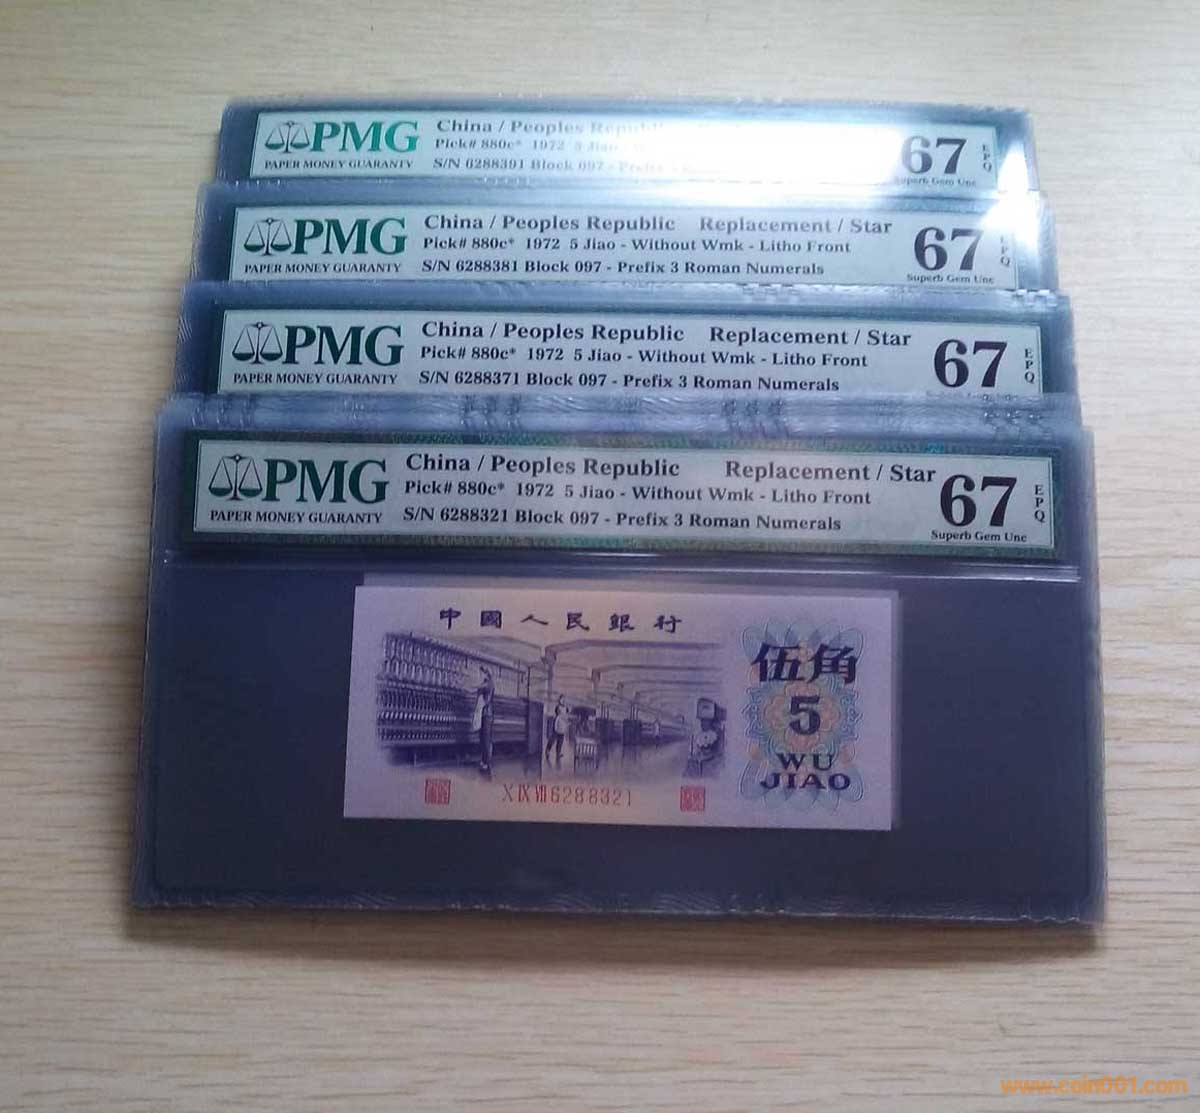 PMG
PAPER MONEY GUARANTY
China / Peoples
Pick# 880c* 1972 5 Jiao
S/N 6288391 Block 097 -
67
EPQ
Superb Gem Unc
PMG
PAPER MONEY GUARANTY
China / Peoples Republic Replacement / Star
Pick# 880c* 1972 5 Jiao - Without Wmk - Litho Front
S/N 6288381 Block 097 - Prefix 3 Roman Numerals
67
EPQ
Superb Gem Unc
PMG
PAPER MONEY GUARANTY
China / Peoples Republic Replacement / Star
Pick# 880c* 1972 5 Jiao - Without Wmk - Litho Front
S/N 6288371 Block 097 - Prefix 3 Roman Numerals
67
EPQ
PMG
PAPER MONEY GUARANTY
China / Peoples Republic Replacement / Star
Pick# 880c* 1972 5 Jiao - Without Wmk - Litho Front
S/N 6288321 Block 097 - Prefix 3 Roman Numerals
67
EPQ
Superb Gem Unc
中國人民銀行
伍角
5
WU
JIAO
X IX VII 6288321
www.coin001.com